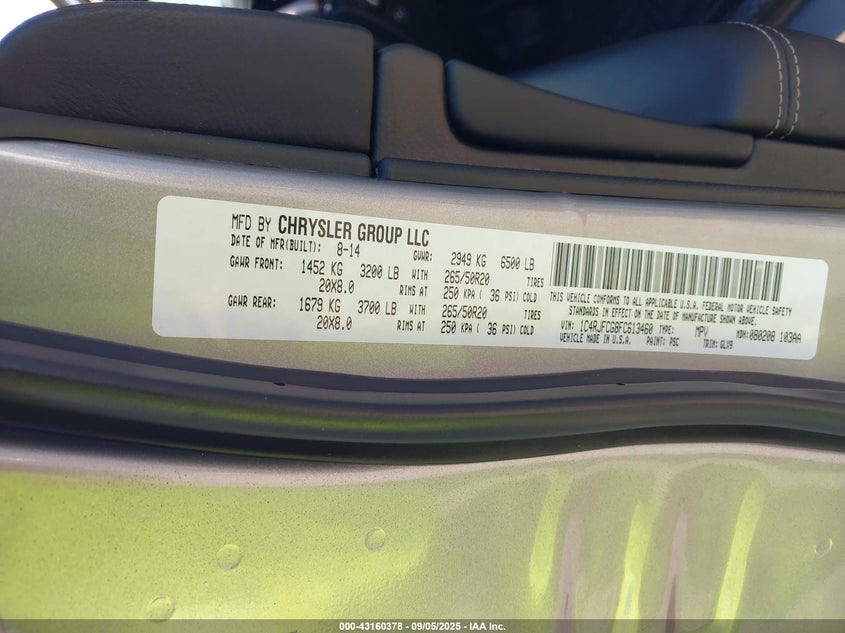 MFD BY CHRYSLER GROUP LLC
DATE OF MFR(BUILT): 8-14 GVWR: 2949 KG 6500 LB
GAWR FRONT: 1452 KG 3200 LB WITH 265/50R20 TIRES
20X8.0 RIMS AT 250 KPA ( 36 PSI) COLD
GAWR REAR: 1679 KG 3700 LB WITH 265/50R20 TIRES
20X8.0 RIMS AT 250 KPA ( 36 PSI) COLD
THIS VEHICLE CONFORMS TO ALL APPLICABLE U.S.A. FEDERAL MOTOR VEHICLE SAFETY
STANDARDS IN EFFECT ON THE DATE OF MANUFACTURE SHOWN ABOVE.
VIN: 1C4RJFCG8FC613460 TYPE: MPV MDH: 080208 103AA
VEHICLE MADE IN U.S.A. PAINT: PSC TRIM: GLX9
000-43160378 - 09/05/2025 - IAA Inc.